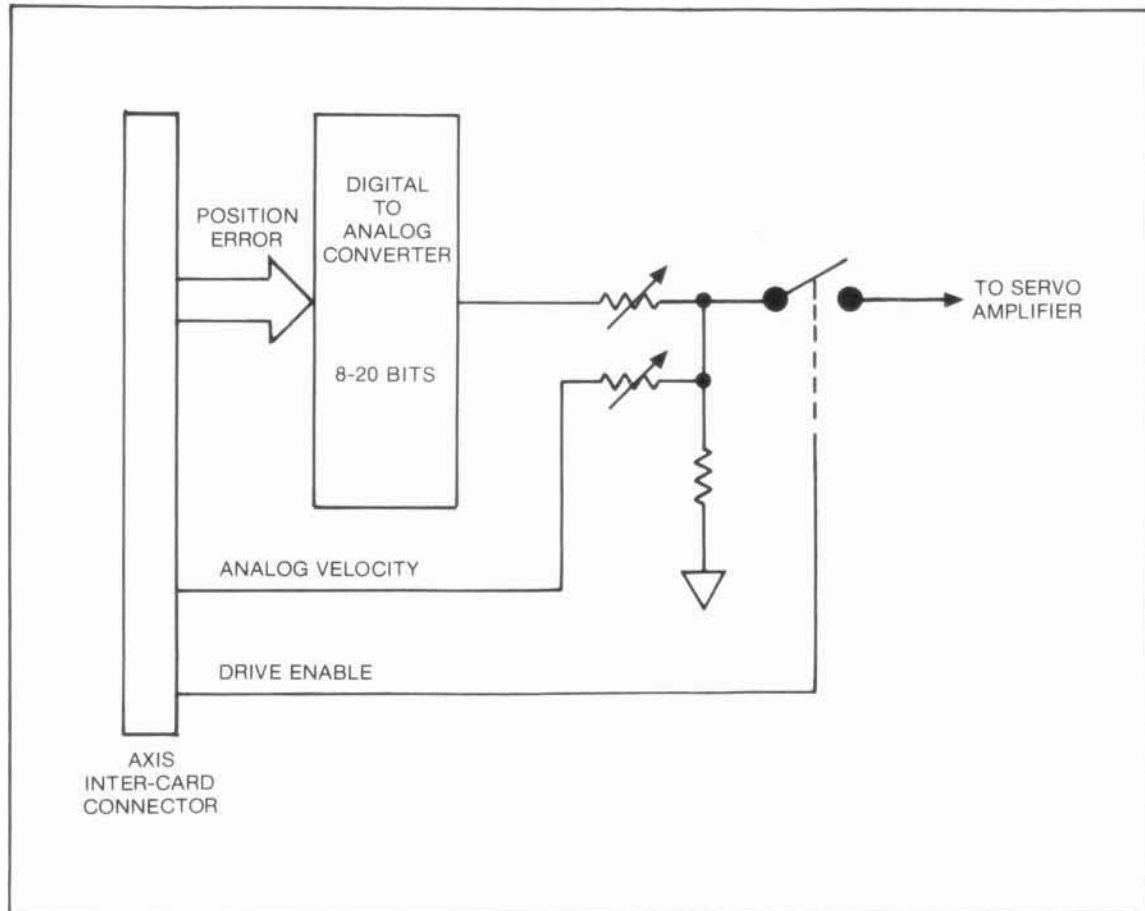 POSITION
ERROR
DIGITAL
TO
ANALOG
CONVERTER
8-20 BITS
TO SERVO
AMPLIFIER
ANALOG VELOCITY
DRIVE ENABLE
AXIS
INTER-CARD
CONNECTOR